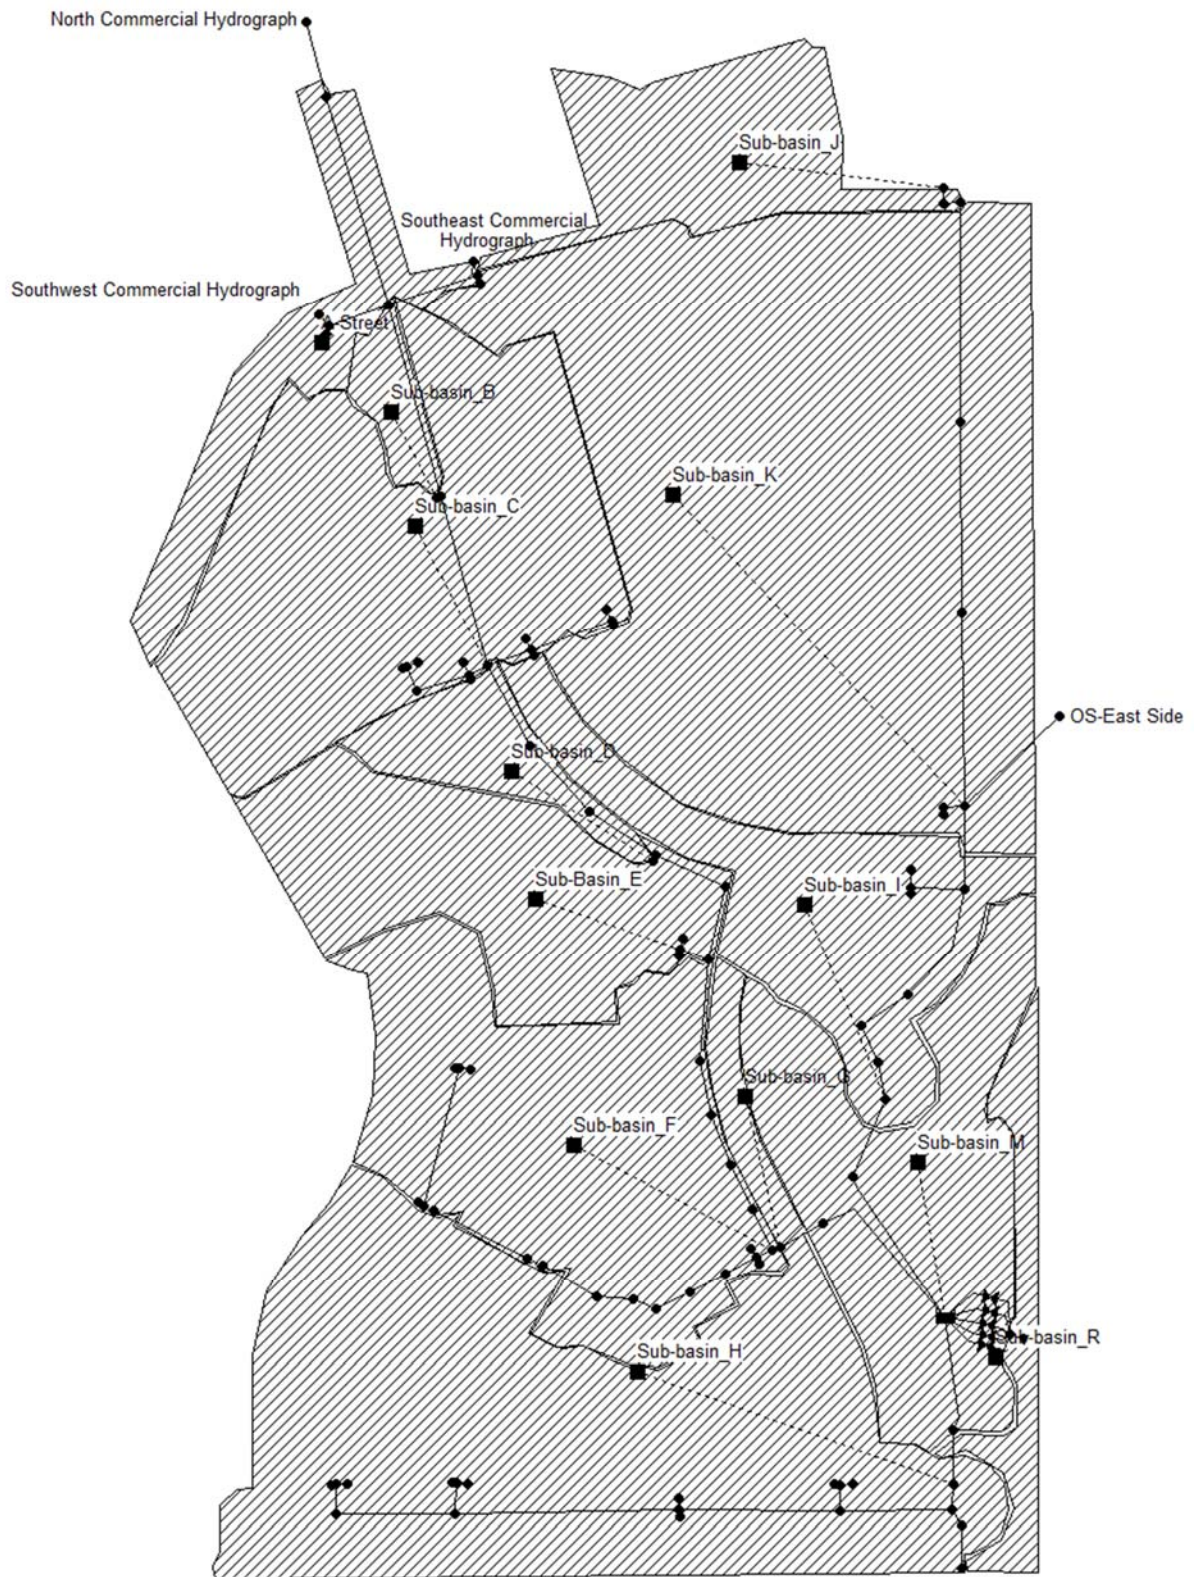 North Commercial Hydrograph
Sub-basin_J
Southeast Commercial
Hydrograph
Southwest Commercial Hydrograph
Street
Sub-basin_B
Sub-basin_K
Sub-basin_C
OS-East Side
Sub-basin_D
Sub-Basin_E
Sub-basin_I
Sub-basin_G
Sub-basin_F
Sub-basin_M
Sub-basin_R
Sub-basin_H